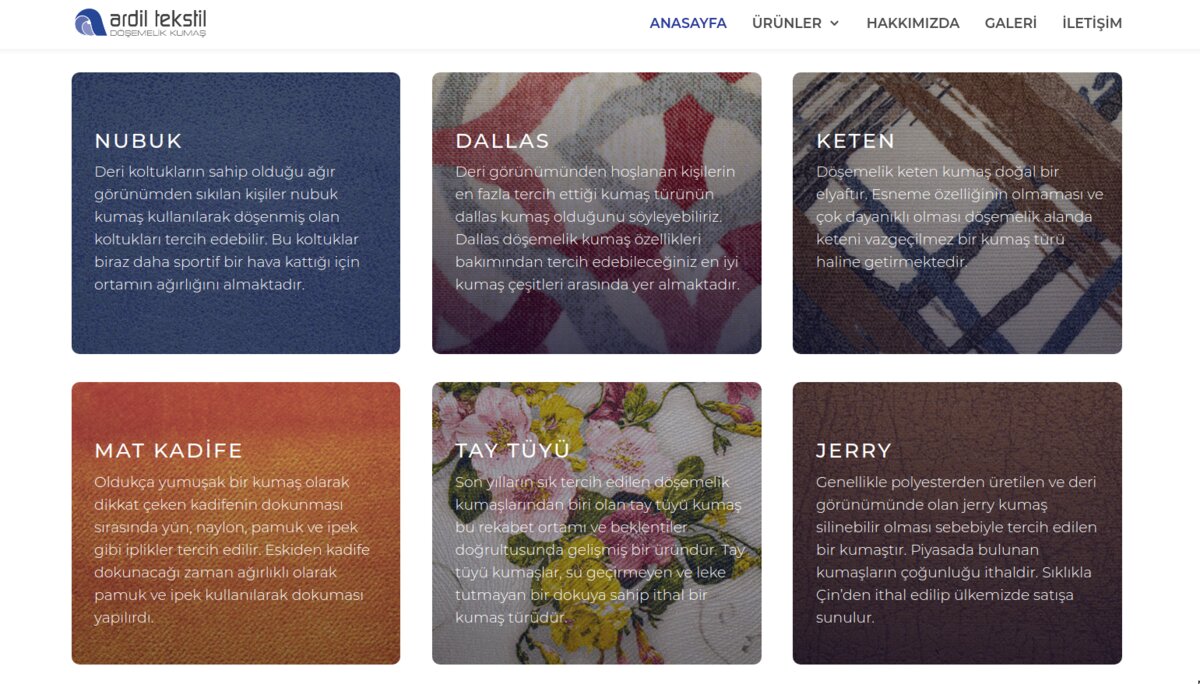 ardil tekstil
DÖŞEMELİK KUMAŞ
ANASAYFA ÜRÜNLER HAKKIMIZDA GALERİ İLETİŞİM
NUBUK
Deri koltukların sahip olduğu ağır
görünümden sıkılan kişiler nubuk
kumaş kullanılarak döşenmiş olan
koltukları tercih edebilir. Bu koltuklar
biraz daha sportif bir hava kattığı için
ortamın ağırlığını almaktadır.
DALLAS
Deri görünümünden hoşlanan kişilerin
en fazla tercih ettiği kumaş türünün
dallas kumaş olduğunu söyleyebiliriz.
Dallas döşemelik kumaş özellikleri
bakımından tercih edebileceğiniz en iyi
kumaş çeşitleri arasında yer almaktadır.
KETEN
Döşemelik keten kumaş doğal bir
elyaftır. Esneme özelliğinin olmaması ve
çok dayanıklı olması döşemelik alanda
keteni vazgeçilmez bir kumaş türü
haline getirmektedir.
MAT KADİFE
Oldukça yumuşak bir kumaş olarak
dikkat çeken kadifenin dokunması
sırasında yün, naylon, pamuk ve ipek
gibi iplikler tercih edilir. Eskiden kadife
dokunacağı zaman ağırlıklı olarak
pamuk ve ipek kullanılarak dokuması
yapılırdı.
TAY TÜYÜ
Son yılların sık tercih edilen döşemelik
kumaşlarından biri olan tay tüyü kumaş
bu rekabet ortamı ve beklentiler
doğrultusunda gelişmiş bir üründür. Tay
tüyü kumaşlar, su geçirmeyen ve leke
tutmayan bir dokuya sahip ithal bir
kumaş türüdür.
JERRY
Genellikle polyesterden üretilen ve deri
görünümünde olan jerry kumaş
silinebilir olması sebebiyle tercih edilen
bir kumaştır. Piyasada bulunan
kumaşların çoğunluğu ithaldir. Sıklıkla
Çin’den ithal edilip ülkemizde satışa
sunulur.